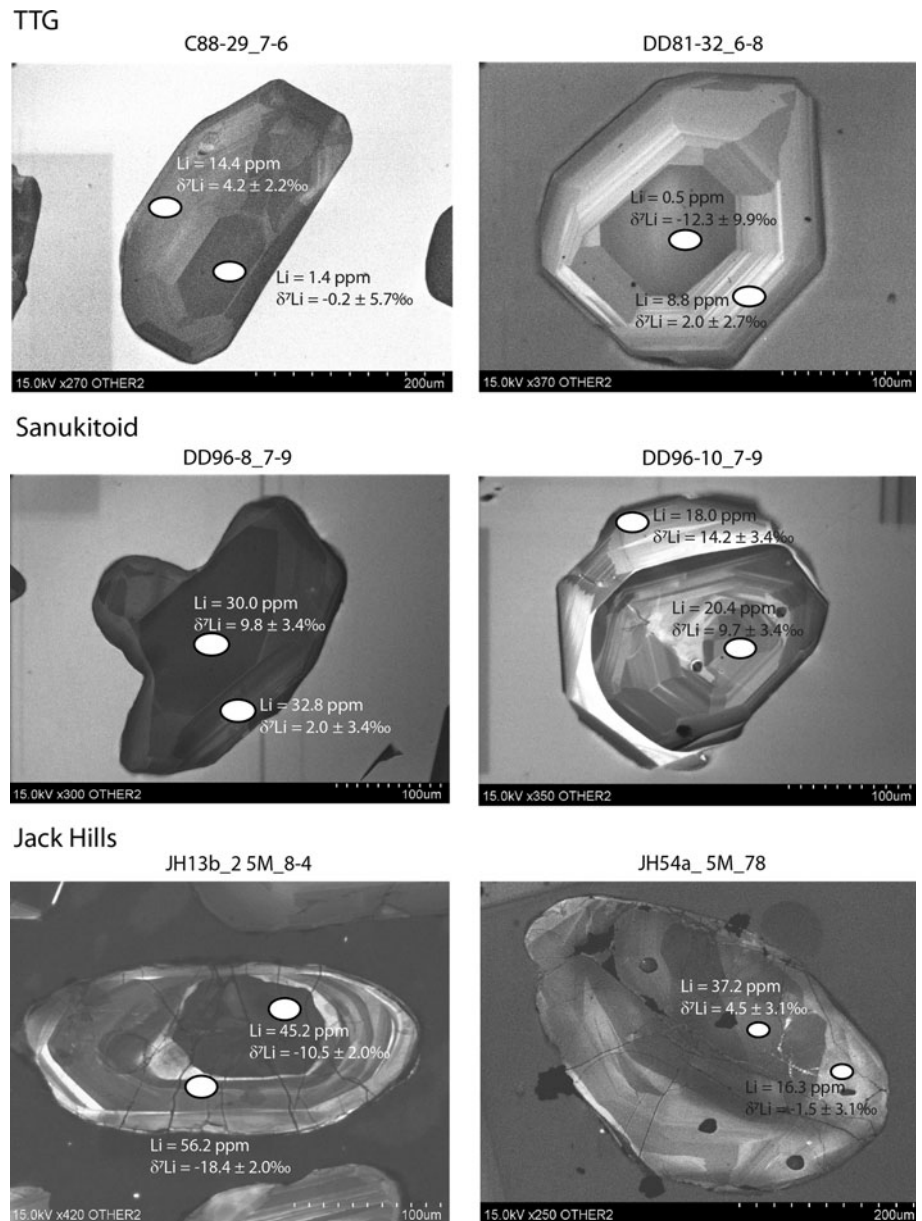 TTG
C88-29_7-6
DD81-32_6-8
Li = 14.4 ppm
δ⁷Li = 4.2 ± 2.2‰
Li = 1.4 ppm
δ⁷Li = -0.2 ± 5.7‰
15.0kV x270 OTHER2
200um
Li = 0.5 ppm
δ⁷Li = -12.3 ± 9.9‰
Li = 8.8 ppm
δ⁷Li = 2.0 ± 2.7‰
15.0kV x370 OTHER2
100um
Sanukitoid
DD96-8_7-9
DD96-10_7-9
Li = 30.0 ppm
δ⁷Li = 9.8 ± 3.4‰
Li = 32.8 ppm
δ⁷Li = 2.0 ± 3.4‰
15.0kV x300 OTHER2
100um
Li = 18.0 ppm
δ⁷Li = 14.2 ± 3.4‰
Li = 20.4 ppm
δ⁷Li = 9.7 ± 3.4‰
15.0kV x350 OTHER2
100um
Jack Hills
JH13b_2 5M_8-4
JH54a_ 5M_78
Li = 45.2 ppm
δ⁷Li = -10.5 ± 2.0‰
Li = 56.2 ppm
δ⁷Li = -18.4 ± 2.0‰
15.0kV x420 OTHER2
100um
Li = 37.2 ppm
δ⁷Li = 4.5 ± 3.1‰
Li = 16.3 ppm
δ⁷Li = -1.5 ± 3.1‰
15.0kV x250 OTHER2
200um